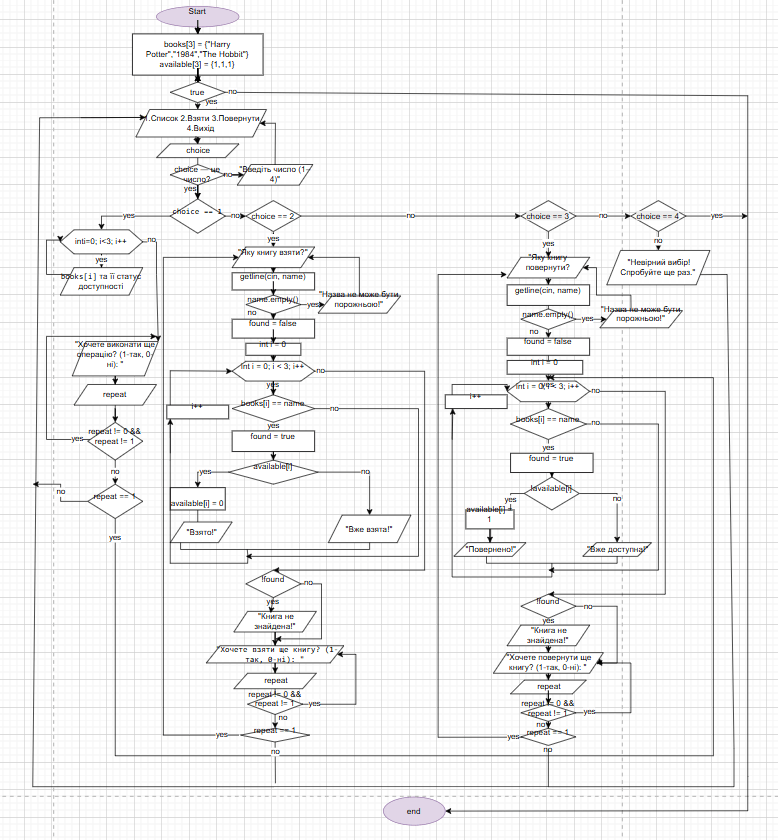 Start
books[3] = {"Harry
Potter","1984","The Hobbit"}
available[3] = {1,1,1}
true
no
yes
1.Список 2.Взяти 3.Повернути
4.Вихід
choice
choice — це
число?
no
"Введіть число (1-
4)"
yes
choice == 1
yes
no
choice == 2
no
choice == 3
no
choice == 4
yes
inti=0; i<3; i++
no
yes
books[i] та її статус
доступності
"Хочете виконати ще
операцію? (1-так, 0-
ні): "
repeat
repeat != 0 &&
repeat != 1
yes
no
repeat == 1
no
yes
yes
"Яку книгу взяти?"
getline(cin, name)
name.empty()
yes
"Назва не може бути
порожньою!"
no
found = false
int i = 0
int i = 0; i < 3; i++
no
yes
i++
books[i] == name
no
yes
found = true
available[i]
yes
no
available[i] = 0
"Взято!"
"Вже взята!"
!found
no
yes
"Книга не
знайдена!"
"Хочете взяти ще книгу? (1-
так, 0-ні): "
repeat
repeat != 0 &&
repeat != 1
yes
no
repeat == 1
yes
no
yes
"Яку книгу
повернути?
getline(cin, name)
name.empty()
yes
"Назва не може бути
порожньою!"
no
found = false
int i = 0
int i = 0; i < 3; i++
no
i++
books[i] == name
no
yes
found = true
!available[i]
yes
no
available[i] =
1
"Повернено!"
"Вже доступна!"
!found
no
yes
"Книга не
знайдена!"
"Хочете повернути ще
книгу? (1-так, 0-ні): "
repeat
repeat != 0 &&
repeat != 1
yes
no
repeat == 1
yes
no
no
"Невірний вибір!
Спробуйте ще раз."
end